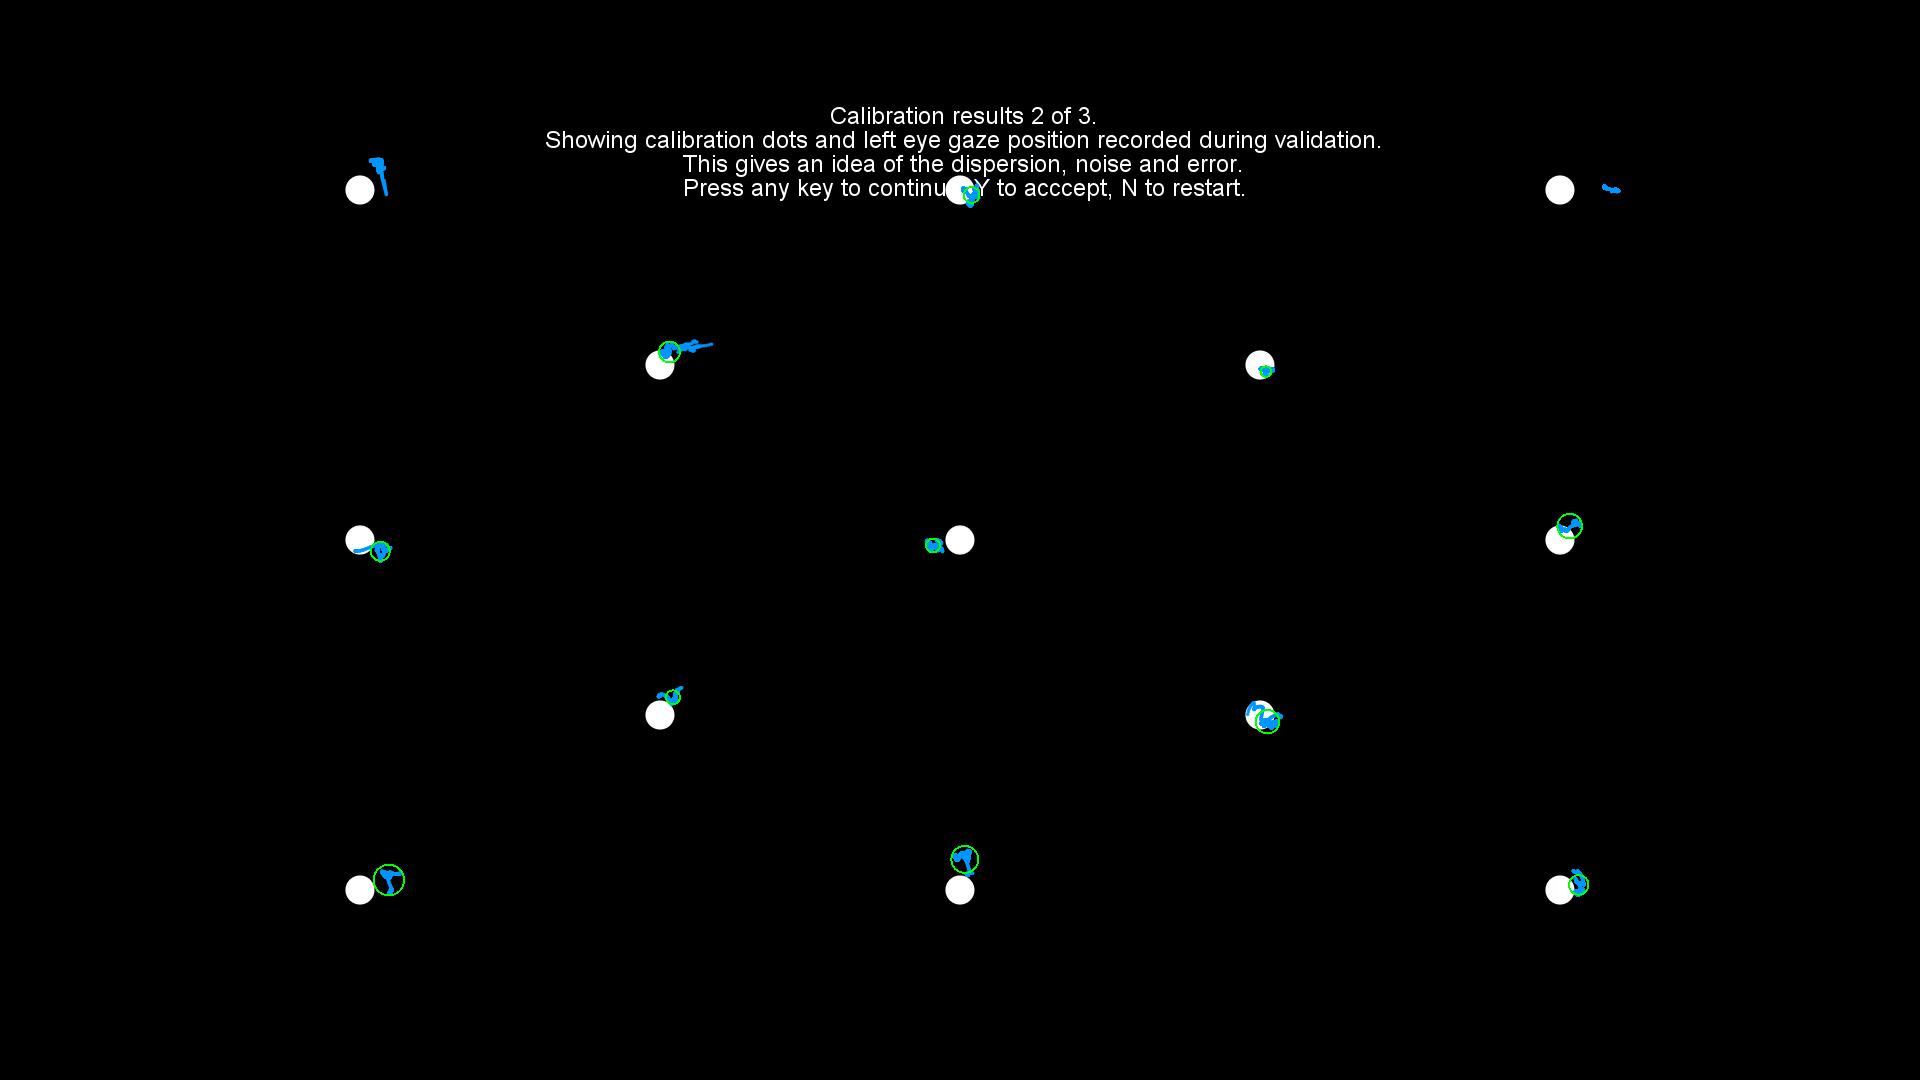 Calibration results 2 of 3.
Showing calibration dots and left eye gaze position recorded during validation.
This gives an idea of the dispersion, noise and error.
Press any key to continu Y to acccept, N to restart.